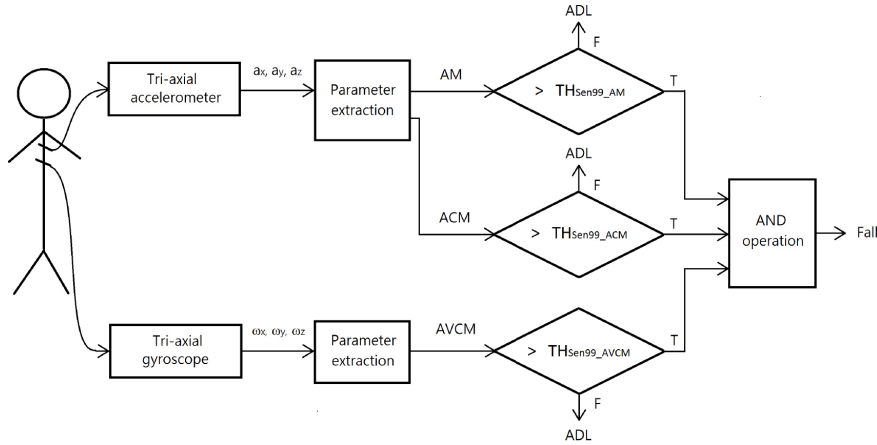 ADL
F
Tri-axial
accelerometer
ax, ay, az
Parameter
extraction
AM
> THSen99_AM
T
ADL
F
ACM
> THSen99_ACM
T
AND
operation
Fall
Tri-axial
gyroscope
ωx, ωy, ωz
Parameter
extraction
AVCM
> THSen99_AVCM
T
F
ADL